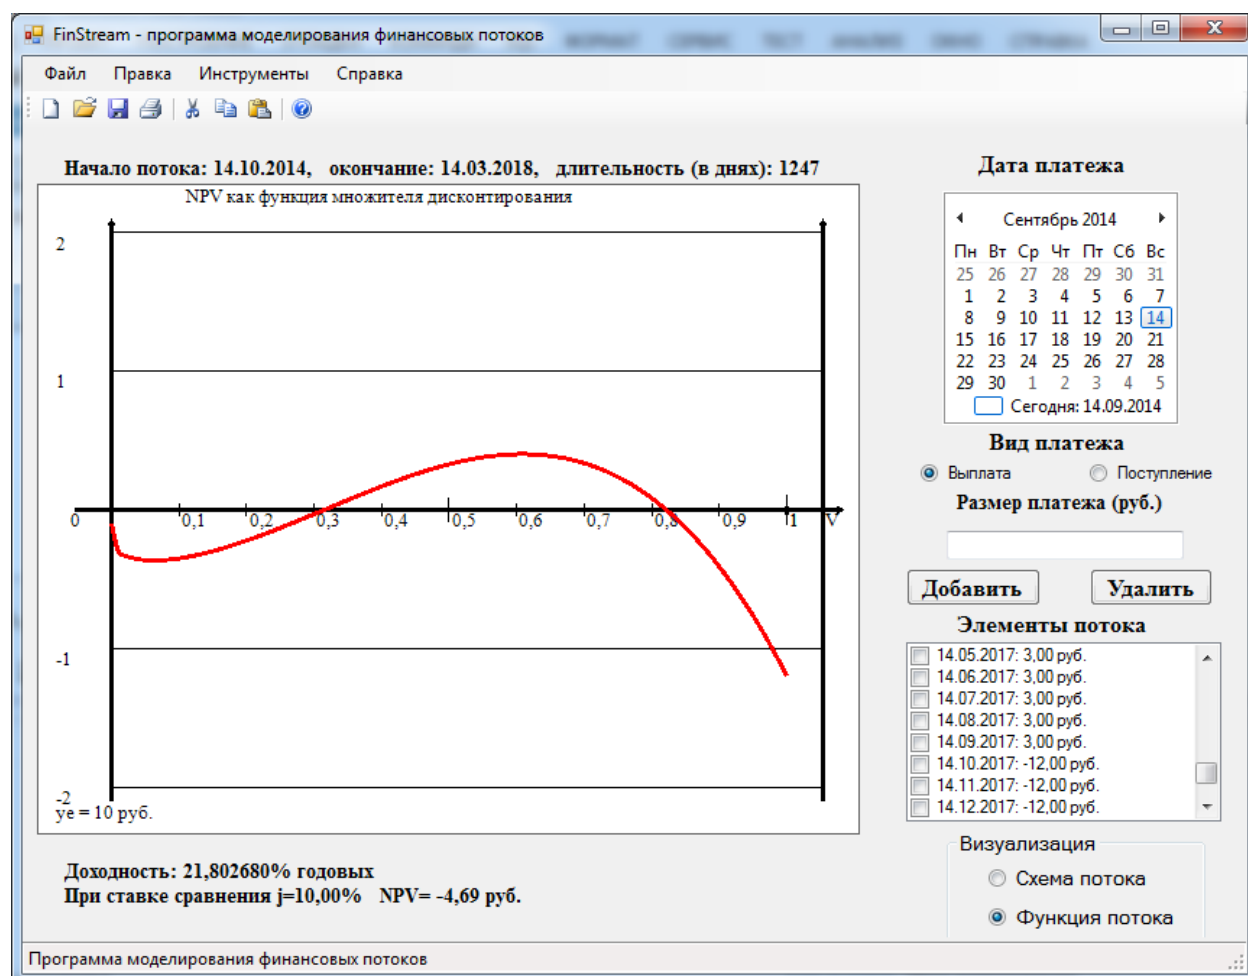 FinStream - программа моделирования финансовых потоков
Файл Правка Инструменты Справка
Начало потока: 14.10.2014, окончание: 14.03.2018, длительность (в днях): 1247
NPV как функция множителя дисконтирования
2
1
0 0,1 0,2 0,3 0,4 0,5 0,6 0,7 0,8 0,9 1 V
-1
-2
уе = 10 руб.
Доходность: 21,802680% годовых
При ставке сравнения j=10,00% NPV= -4,69 руб.
Дата платежа
Сентябрь 2014
Пн Вт Ср Чт Пт Сб Вс
25 26 27 28 29 30 31
1 2 3 4 5 6 7
8 9 10 11 12 13 14
15 16 17 18 19 20 21
22 23 24 25 26 27 28
29 30 1 2 3 4 5
Сегодня: 14.09.2014
Вид платежа
Выплата Поступление
Размер платежа (руб.)
Добавить Удалить
Элементы потока
14.05.2017: 3,00 руб.
14.06.2017: 3,00 руб.
14.07.2017: 3,00 руб.
14.08.2017: 3,00 руб.
14.09.2017: 3,00 руб.
14.10.2017: -12,00 руб.
14.11.2017: -12,00 руб.
14.12.2017: -12,00 руб.
Визуализация
Схема потока
Функция потока
Программа моделирования финансовых потоков